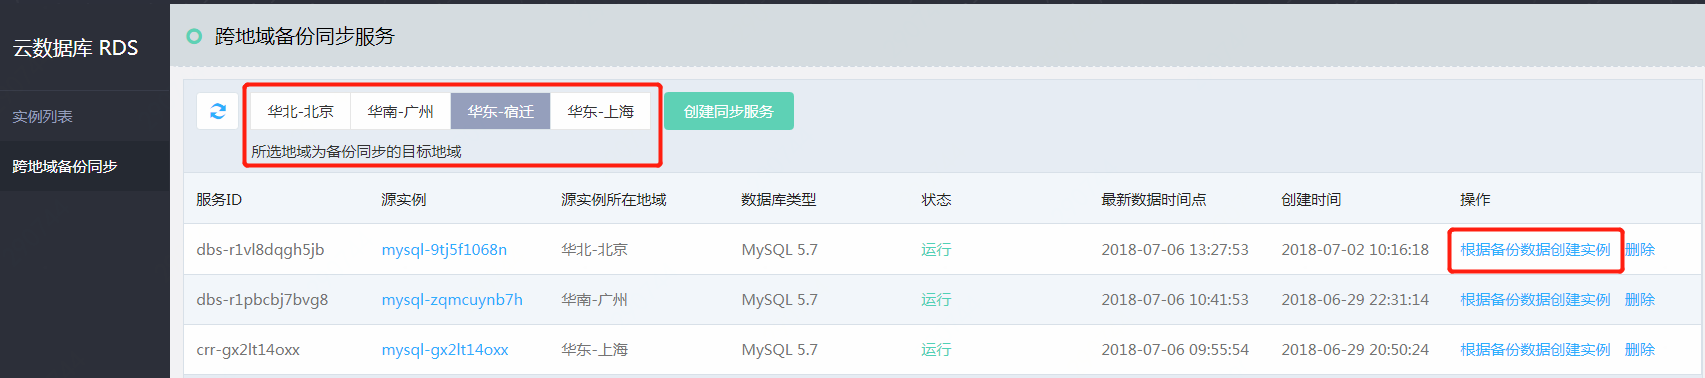 云数据库 RDS
实例列表
跨地域备份同步
跨地域备份同步服务
华北-北京 华南-广州 华东-宿迁 华东-上海 创建同步服务
所选地域为备份同步的目标地域
服务ID 源实例 源实例所在地域 数据库类型 状态 最新数据时间点 创建时间 操作
dbs-r1vl8dqgh5jb mysql-9tj5f1068n 华北-北京 MySQL 5.7 运行 2018-07-06 13:27:53 2018-07-02 10:16:18 根据备份数据创建实例 删除
dbs-r1pbcbj7bvg8 mysql-zqmcuynb7h 华南-广州 MySQL 5.7 运行 2018-07-06 10:41:53 2018-06-29 22:31:14 根据备份数据创建实例 删除
crr-gx2lt14oxx mysql-gx2lt14oxx 华东-上海 MySQL 5.7 运行 2018-07-06 09:55:54 2018-06-29 20:50:24 根据备份数据创建实例 删除